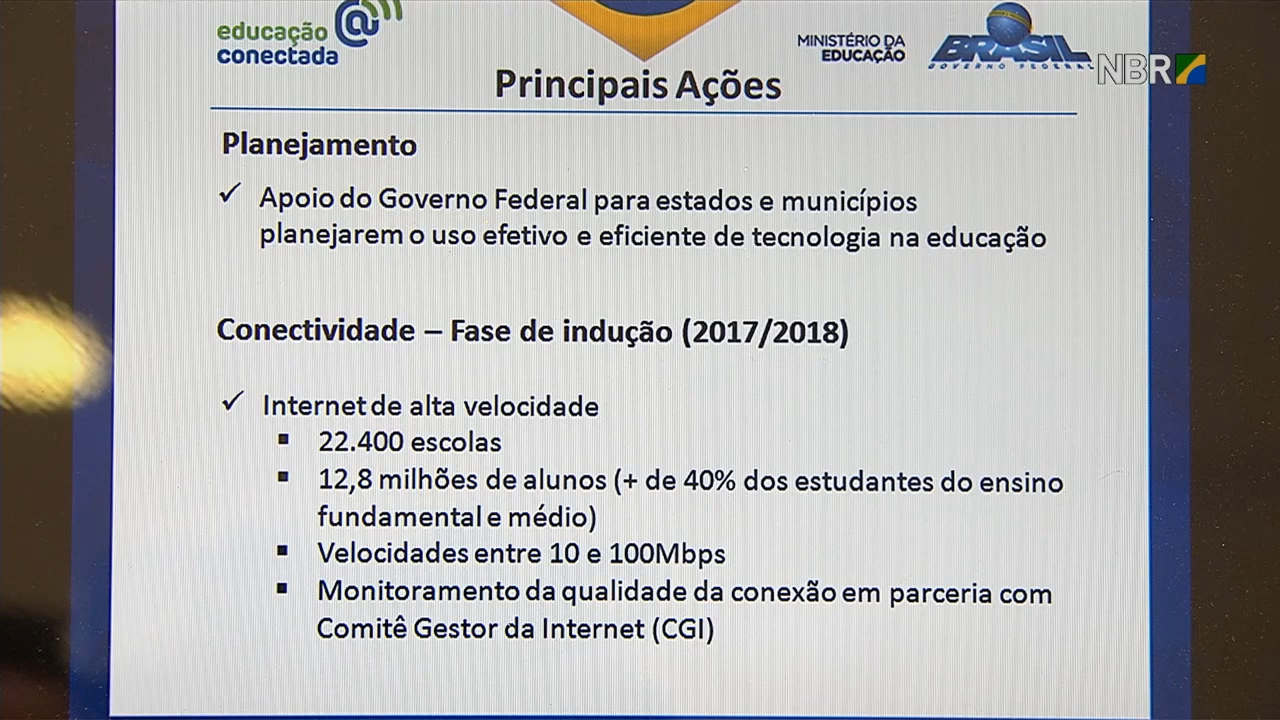 educação
conectada
MINISTÉRIO DA
EDUCAÇÃO
BRASIL
GOVERNO FEDERAL
NBR
Principais Ações
Planejamento
✓ Apoio do Governo Federal para estados e municípios
planejarem o uso efetivo e eficiente de tecnologia na educação
Conectividade – Fase de indução (2017/2018)
✓ Internet de alta velocidade
▪ 22.400 escolas
▪ 12,8 milhões de alunos (+ de 40% dos estudantes do ensino
fundamental e médio)
▪ Velocidades entre 10 e 100Mbps
▪ Monitoramento da qualidade da conexão em parceria com
Comitê Gestor da Internet (CGI)